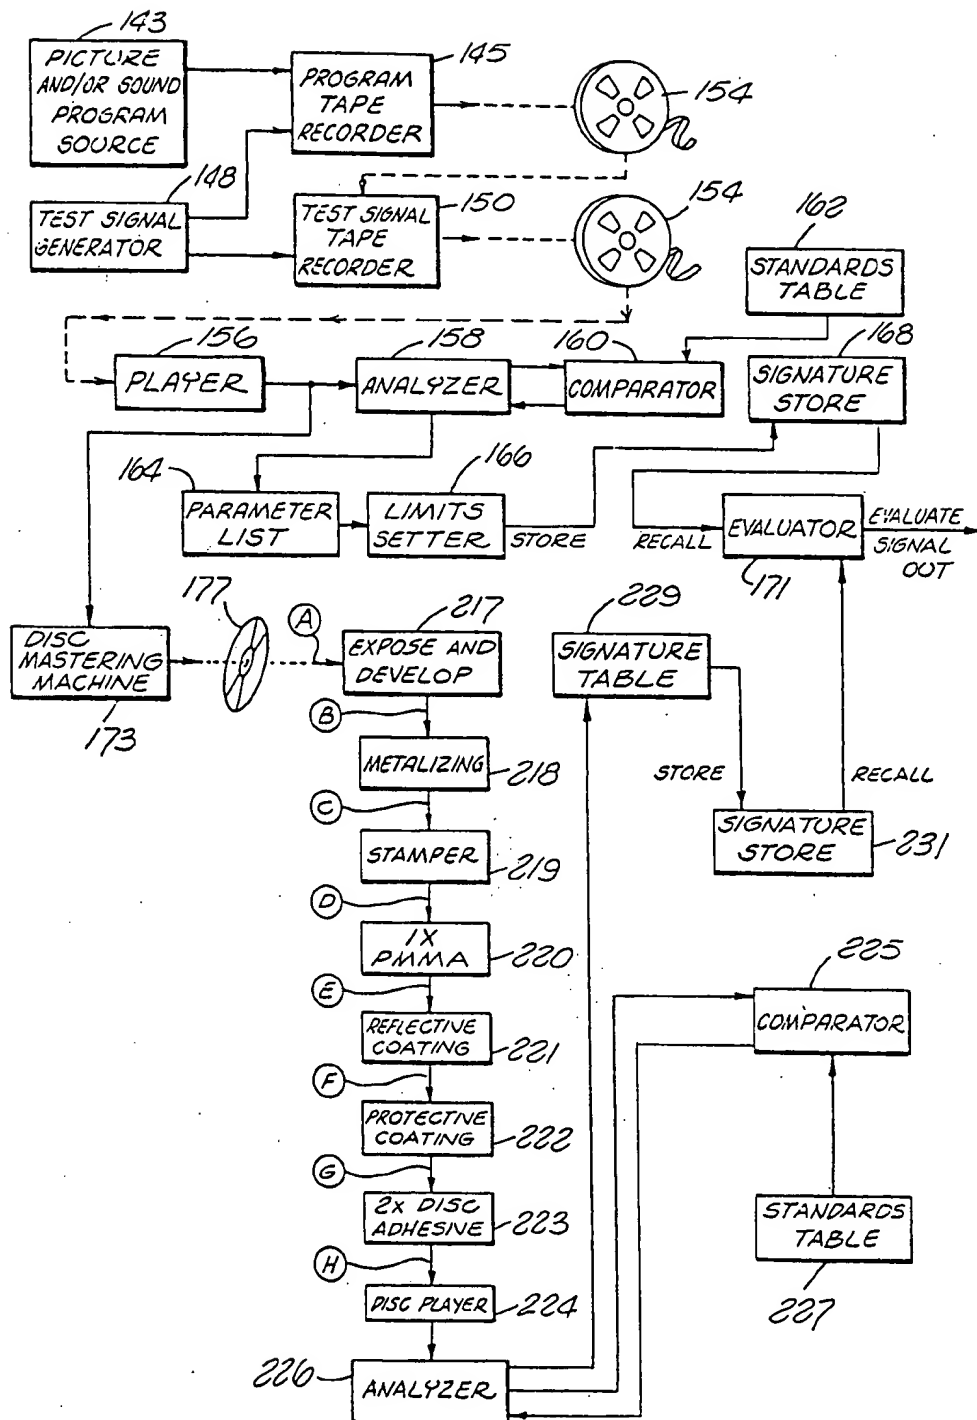 143
PICTURE
AND/OR SOUND
PROGRAM
SOURCE
145
PROGRAM
TAPE
RECORDER
154
148
TEST SIGNAL
GENERATOR
150
TEST SIGNAL
TAPE
RECORDER
154
162
STANDARDS
TABLE
156
PLAYER
158
ANALYZER
160
COMPARATOR
168
SIGNATURE
STORE
164
PARAMETER
LIST
166
LIMITS
SETTER
STORE
RECALL
EVALUATOR
171
EVALUATE
SIGNAL
OUT
DISC
MASTERING
MACHINE
173
177
A
217
EXPOSE AND
DEVELOP
229
SIGNATURE
TABLE
B
METALIZING
218
STORE
RECALL
C
STAMPER
219
SIGNATURE
STORE
231
D
1X
PMMA
220
E
REFLECTIVE
COATING
221
225
COMPARATOR
F
PROTECTIVE
COATING
222
G
2X DISC
ADHESIVE
223
STANDARDS
TABLE
227
H
DISC PLAYER
224
226
ANALYZER